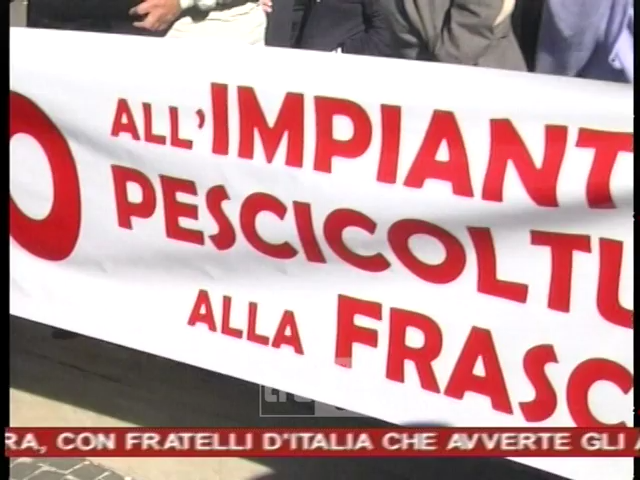 O ALL'IMPIANT
PESCICOLTU
ALLA FRASC
RA, CON FRATELLI D'ITALIA CHE AVVERTE GLI A